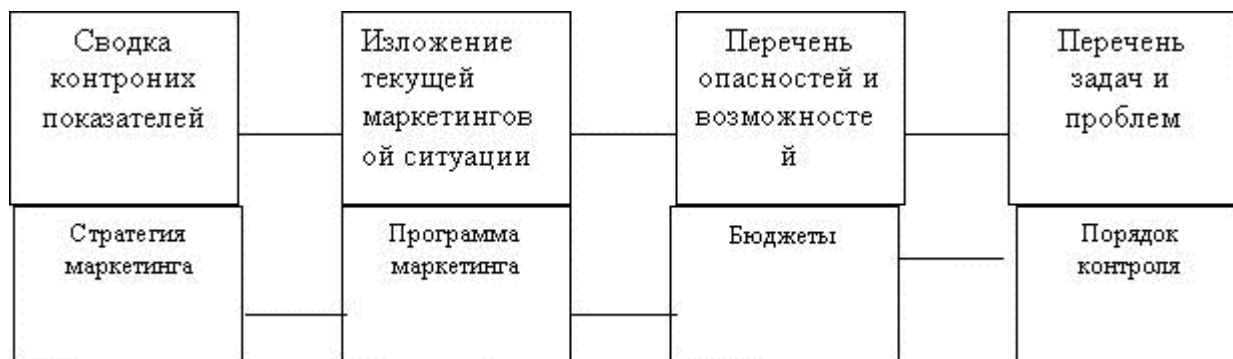 Сводка
контроних
показателей
Изложение
текущей
маркетингов
ой ситуации
Перечень
опасностей и
возможносте
й
Перечень
задач и
проблем
Стратегия
маркетинга
Программа
маркетинга
Бюджеты
Порядок
контроля